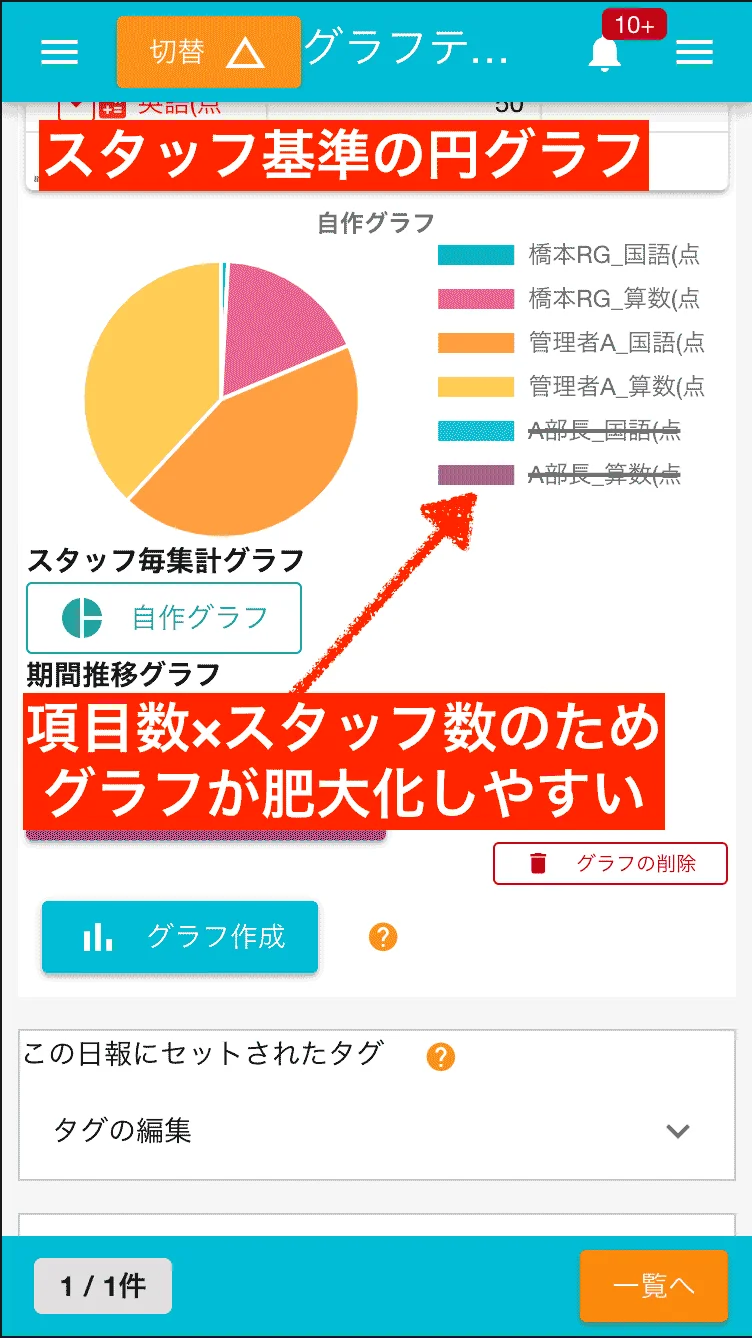 切替
グラフテ...
10+
英語(点
50
スタッフ基準の円グラフ
自作グラフ
橋本RG_国語(点
橋本RG_算数(点
管理者A_国語(点
管理者A_算数(点
A部長_国語(点
A部長_算数(点
スタッフ毎集計グラフ
自作グラフ
期間推移グラフ
項目数×スタッフ数のため
グラフが肥大化しやすい
グラフの削除
グラフ作成
?
この日報にセットされたタグ
?
タグの編集
1 / 1件
一覧へ